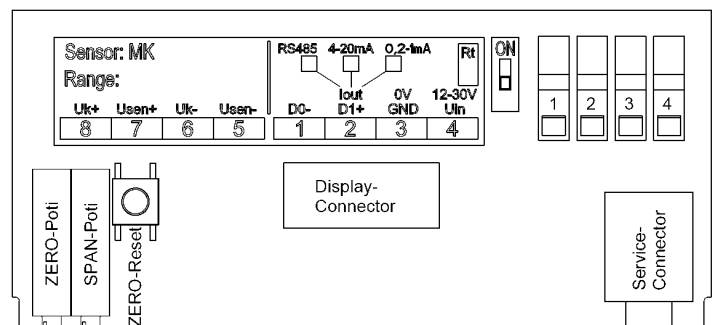 Sensor: MK
Range:
Uk+ Usen+ Uk- Usen-
8 7 6 5
RS485 4-20mA 0,2-1mA Rt
Iout 0V 12-30V
D0- D1+ GND Uin
1 2 3 4
ON
1 2 3 4
ZERO-Poti
SPAN-Poti
ZERO-Reset
Display-
Connector
Service-
Connector